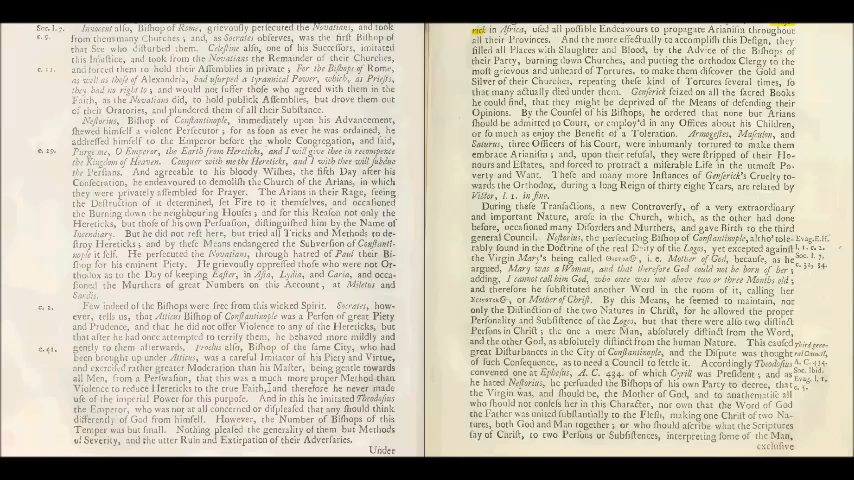 Sec. l. 7.
c. 9.
c. 11.
c. 29.
c. 2.
c. 41.
Innocent also, Bishop of Rome, grievously persecuted the Novatians, and took
from them many Churches; and, as Socrates observes, was the first Bishop of
that See who disturbed them. Celestine also, one of his Successors, imitated
this Injustice, and took from the Novatians the Remainder of their Churches,
and forced them to hold their Assemblies in private; For the Bishops of Rome,
as well as those of Alexandria, had usurped a tyrannical Power, which, as Priests,
they had no right to; and would not suffer those who agreed with them in the
Faith, as the Novatians did, to hold publick Assemblies, but drove them out
of their Oratories, and plundered them of all their Substance.
Nestorius, Bishop of Constantinople, immediately upon his Advancement,
shewed himself a violent Persecutor; for as soon as ever he was ordained, he
addressed himself to the Emperor before the whole Congregation, and said,
Purge me, O Emperor, the Earth from Hereticks, and I will give thee in recompence
the Kingdom of Heaven. Conquer with me the Hereticks, and I with thee will subdue
the Persians. And agreeable to his bloody Wishes, the fifth Day after his
Consecration, he endeavoured to demolish the Church of the Arians, in which
they were privately assembled for Prayer. The Arians in their Rage, seeing
the Destruction of it determined, set Fire to it themselves, and occasioned
the Burning down the neighbouring Houses; and for this Reason not only the
Hereticks, but those of his own Persuasion, distinguished him by the Name of
Incendiary. But he did not rest here, but tried all Tricks and Methods to de-
stroy Hereticks; and by these Means endangered the Subversion of Constanti-
nople it self. He persecuted the Novatians, through hatred of Paul their Bi-
shop for his eminent Piety. He grievously oppressed those who were not Or-
thodox as to the Day of keeping Easter, in Asia, Lydia, and Caria, and occa-
sioned the Murthers of great Numbers on this Account, at Miletus and
Sardis.
Few indeed of the Bishops were free from this wicked Spirit. Socrates, how-
ever, tells us, that Atticus Bishop of Constantinople was a Person of great Piety
and Prudence, and that he did not offer Violence to any of the Hereticks, but
that after he had once attempted to terrify them, he behaved more mildly and
gently to them afterwards. Proclus also, Bishop of the same City, who had
been brought up under Atticus, was a careful Imitator of his Piety and Virtue,
and exercised rather greater Moderation than his Master, being gentle towards
all Men, from a Perswasion, that this was a much more proper Method than
Violence to reduce Hereticks to the true Faith, and therefore he never made
use of the imperial Power for this purpose. And in this he imitated Theodosius
the Emperor, who was not at all concerned or displeased that any should think
differently of God from himself. However, the Number of Bishops of this
Temper was but small. Nothing pleased the generality of them but Methods
of Severity, and the utter Ruin and Extirpation of their Adversaries.
Under
rick in Africa, used all possible Endeavours to propagate Arianism throughout
all their Provinces. And the more effectually to accomplish this Design, they
filled all Places with Slaughter and Blood, by the Advice of the Bishops of
their Party, burning down Churches, and putting the orthodox Clergy to the
most grievous and unheard of Tortures, to make them discover the Gold and
Silver of their Churches, repeating these kind of Tortures several times, so
that many actually died under them. Genserick seized on all the sacred Books
he could find, that they might be deprived of the Means of defending their
Opinions. By the Counsel of his Bishops, he ordered that none but Arians
should be admitted to Court, or employ'd in any Offices about his Children,
or so much as enjoy the Benefit of a Toleration. Armogestes, Masculon, and
Saturus, three Officers of his Court, were inhumanly tortured to make them
embrace Arianism; and, upon their refusal, they were stripped of their Ho-
nours and Estates, and forced to protract a miserable Life in the utmost Po-
verty and Want. These and many more Instances of Genserick's Cruelty to-
wards the Orthodox, during a long Reign of thirty eight Years, are related by
Victor, l. 1. in fine.
During these Transactions, a new Controversy, of a very extraordinary
and important Nature, arose in the Church, which, as the other had done
before, occasioned many Disorders and Murthers, and gave Birth to the third
general Council. Nestorius, the persecuting Bishop of Constantinople, altho' tole-
rably found in the Doctrine of the real Deity of the Logos, yet excepted against
the Virgin Mary's being called i. e. Mother of God, because, as he
argued, Mary was a Woman, and that therefore God could not be born of her;
adding, I cannot call him God, who once was not above two or three Months old;
and therefore he substituted another Word in the room of it, calling her
or Mother of Christ. By this Means, he seemed to maintain, not
only the Distinction of the two Natures in Christ, for he allowed the proper
Personality and Subsistence of the Logos, but that there were also two distinct
Persons in Christ; the one a mere Man, absolutely distinct from the Word,
and the other God, as absolutely distinct from the human Nature. This caused
great Disturbances in the City of Constantinople, and the Dispute was thought
of such Consequence, as to need a Council to settle it. Accordingly Theodosius
convened one at Ephesus, A. C. 434. of which Cyril was President; and as
he hated Nestorius, he persuaded the Bishops of his own Party to decree, that
the Virgin was, and should be, the Mother of God, and to anathematise all
who should not confess her in this Character, nor own that the Word of God
the Father was united substantially to the Flesh, making one Christ of two Na-
tures, both God and Man together; or who should ascribe what the Scriptures
say of Christ, to two Persons or Subsistences, interpreting some of the Man,
exclusive
Evag. E.H.
l. 1. c. 2.
Soc. l. 7.
Third gene-
ral Council,
A. C. 434.
Soc. ibid.
Evag. l. 1.